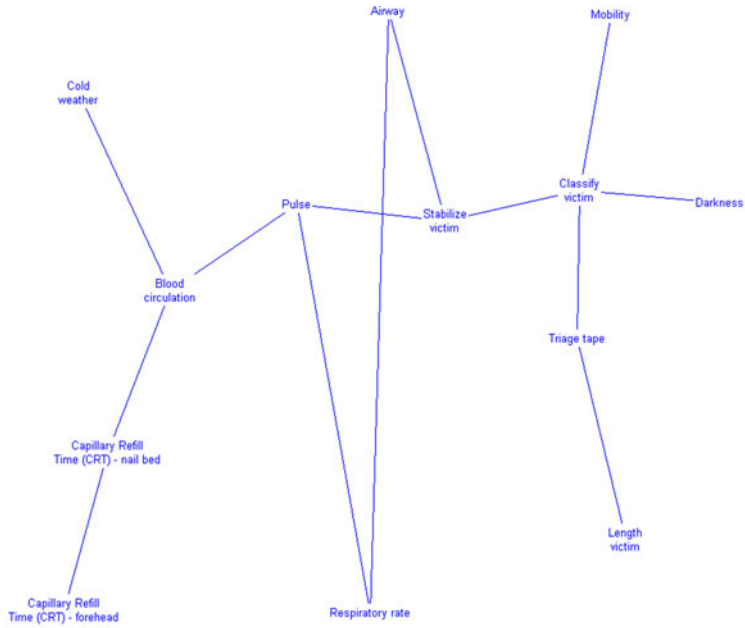 Airway
Mobility
Cold
weather
Classify
victim
Darkness
Pulse
Stabilize
victim
Blood
circulation
Triage tape
Capillary Refill
Time (CRT) - nail bed
Length
victim
Capillary Refill
Time (CRT) - forehead
Respiratory rate